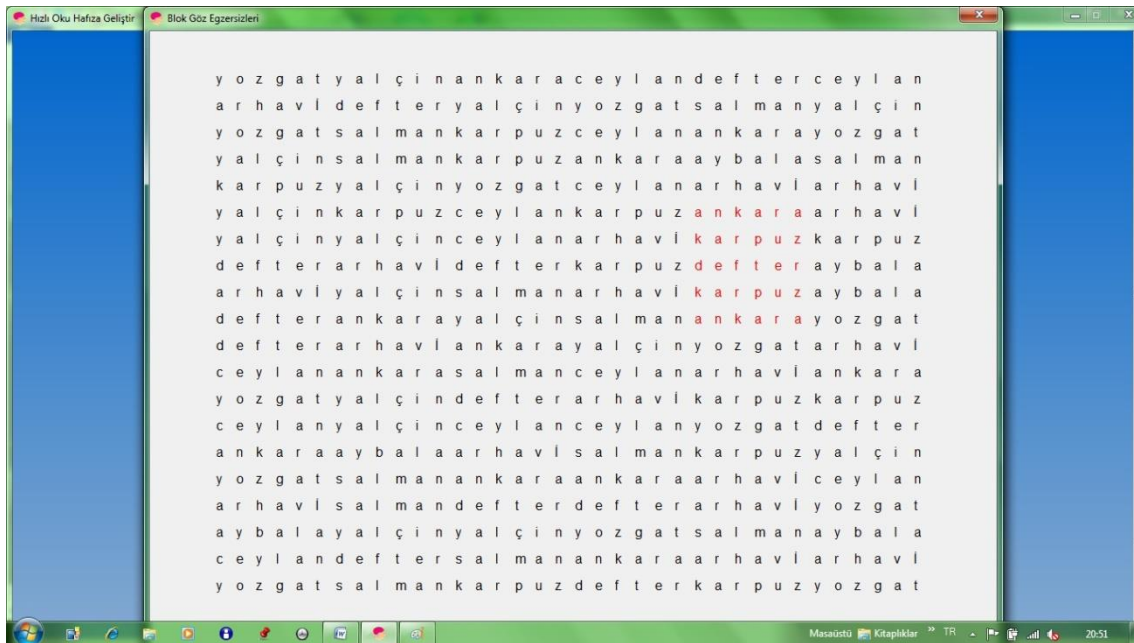 Hızlı Oku Hafıza Geliştir
Blok Göz Egzersizleri
y o z g a t y a l ç i n a n k a r a c e y l a n d e f t e r c e y l a n
a r h a v İ d e f t e r y a l ç i n y o z g a t s a l m a n y a l ç i n
y o z g a t s a l m a n k a r p u z c e y l a n a n k a r a y o z g a t
y a l ç i n s a l m a n k a r p u z a n k a r a a y b a l a s a l m a n
k a r p u z y a l ç i n y o z g a t c e y l a n a r h a v İ a r h a v İ
y a l ç i n k a r p u z c e y l a n k a r p u z a n k a r a a r h a v İ
y a l ç i n y a l ç i n c e y l a n a r h a v İ k a r p u z k a r p u z
d e f t e r a r h a v İ d e f t e r k a r p u z d e f t e r a y b a l a
a r h a v İ y a l ç i n s a l m a n a r h a v İ k a r p u z a y b a l a
d e f t e r a n k a r a y a l ç i n s a l m a n a n k a r a y o z g a t
d e f t e r a r h a v İ a n k a r a y a l ç i n y o z g a t a r h a v İ
c e y l a n a n k a r a s a l m a n c e y l a n a r h a v İ a n k a r a
y o z g a t y a l ç i n d e f t e r a r h a v İ k a r p u z k a r p u z
c e y l a n y a l ç i n c e y l a n c e y l a n y o z g a t d e f t e r
a n k a r a a y b a l a a r h a v İ s a l m a n k a r p u z y a l ç i n
y o z g a t s a l m a n a n k a r a a n k a r a a r h a v İ c e y l a n
a r h a v İ s a l m a n d e f t e r d e f t e r a r h a v İ y o z g a t
a y b a l a y a l ç i n y a l ç i n y o z g a t s a l m a n a y b a l a
c e y l a n d e f t e r s a l m a n a n k a r a a r h a v İ a r h a v İ
y o z g a t s a l m a n k a r p u z d e f t e r k a r p u z y o z g a t
Masaüstü Kitaplıklar » TR 20:51